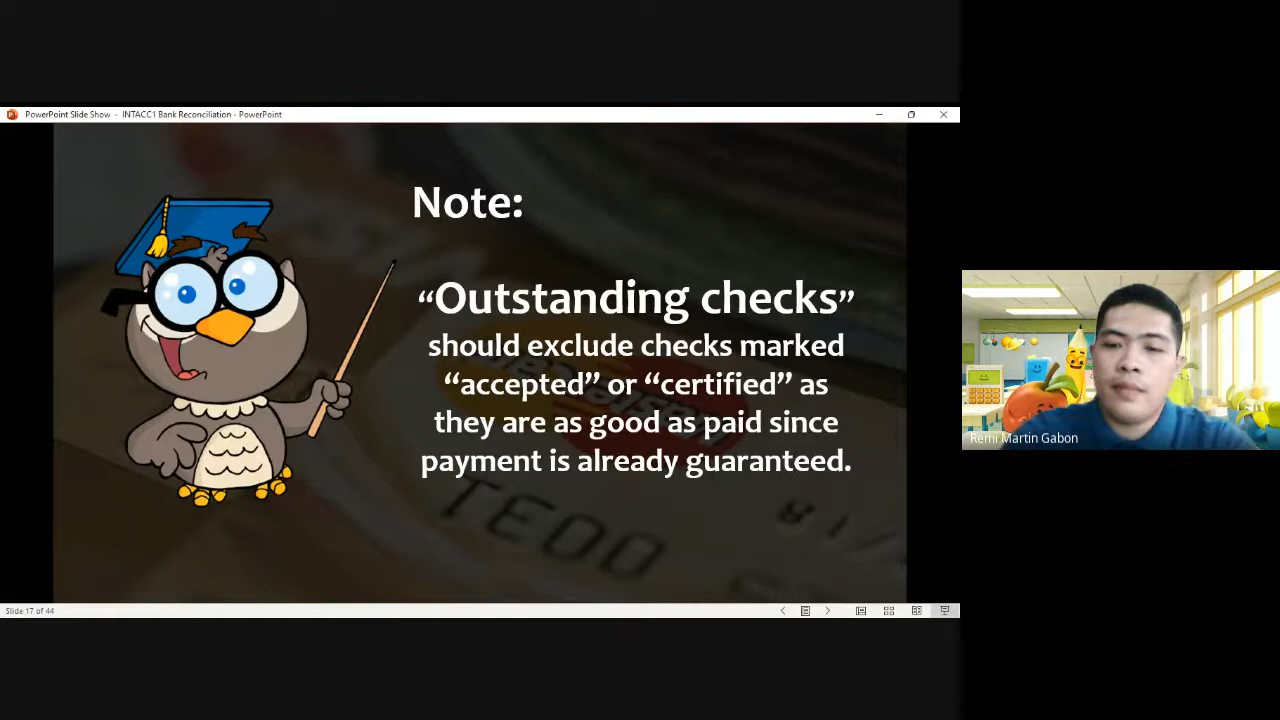 PowerPoint Slide Show - INTACC1 Bank Reconciliation - PowerPoint
Note:
“Outstanding checks”
should exclude checks marked
“accepted” or “certified” as
they are as good as paid since
payment is already guaranteed.
Remi Martin Gabon
Slide 17 of 44